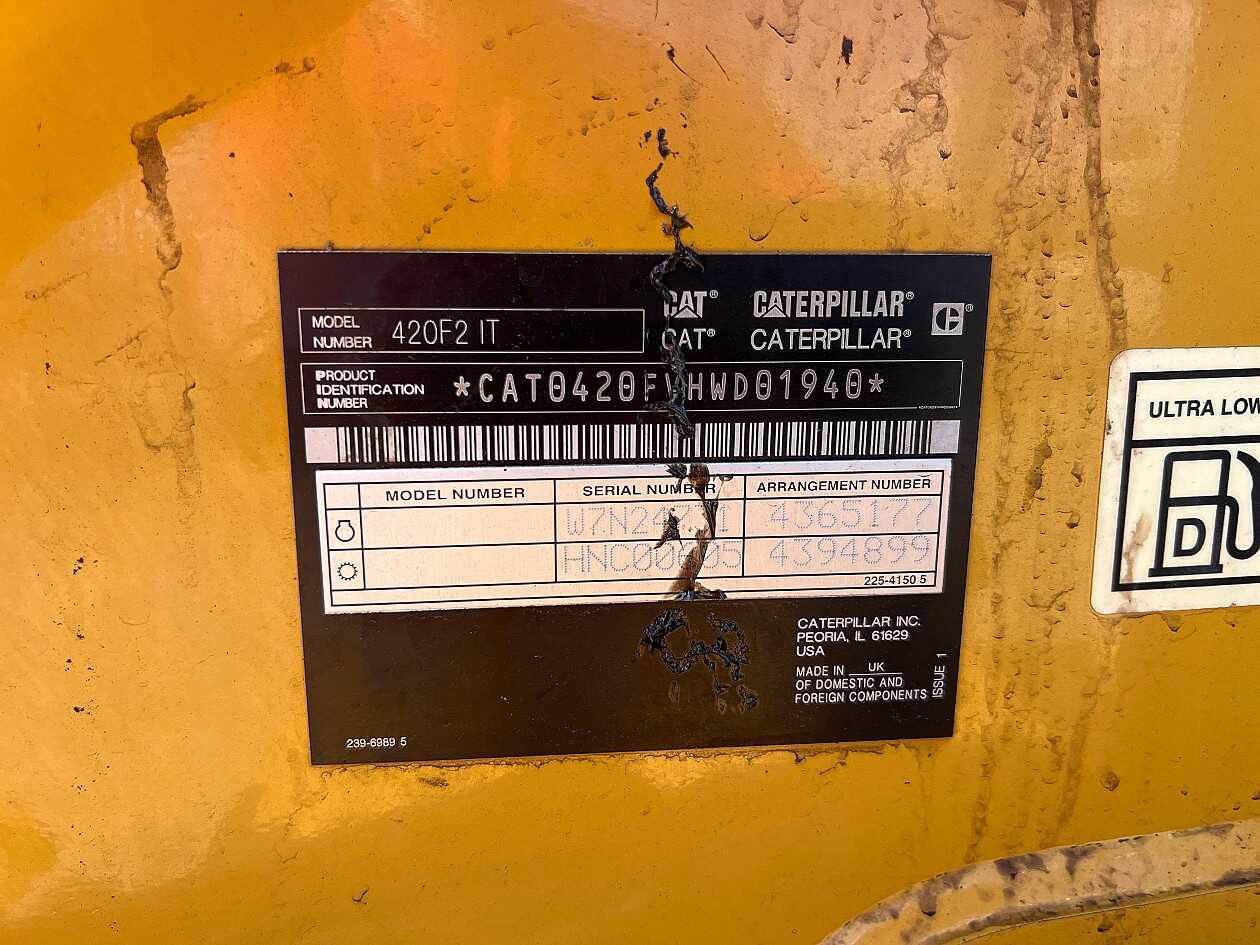 CAT® CATERPILLAR®
CAT® CATERPILLAR®
MODEL NUMBER 420F2 IT
PRODUCT IDENTIFICATION NUMBER
MODEL NUMBER SERIAL NUMBER ARRANGEMENT NUMBER
4365177
4394899
225-4150 5
CATERPILLAR INC.
PEORIA, IL 61629
USA
MADE IN UK
OF DOMESTIC AND
FOREIGN COMPONENTS
ISSUE 1
239-6989 5
ULTRA LOW
D